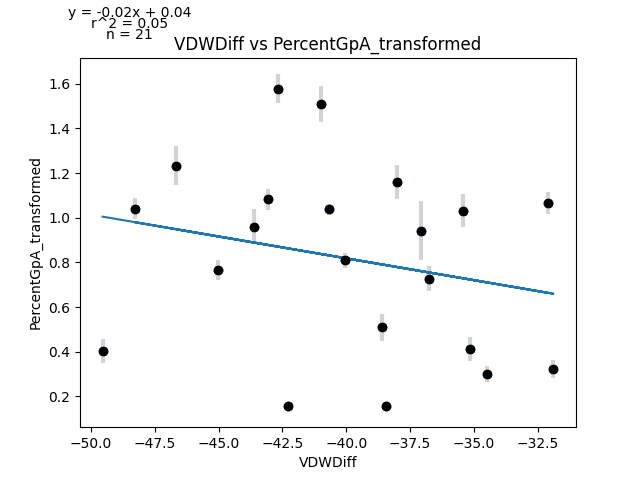 y = -0.02x + 0.04
r^2 = 0.05
n = 21
VDWDiff vs PercentGpA_transformed
PercentGpA_transformed
1.6
1.4
1.2
1.0
0.8
0.6
0.4
0.2
−50.0 −47.5 −45.0 −42.5 −40.0 −37.5 −35.0 −32.5
VDWDiff